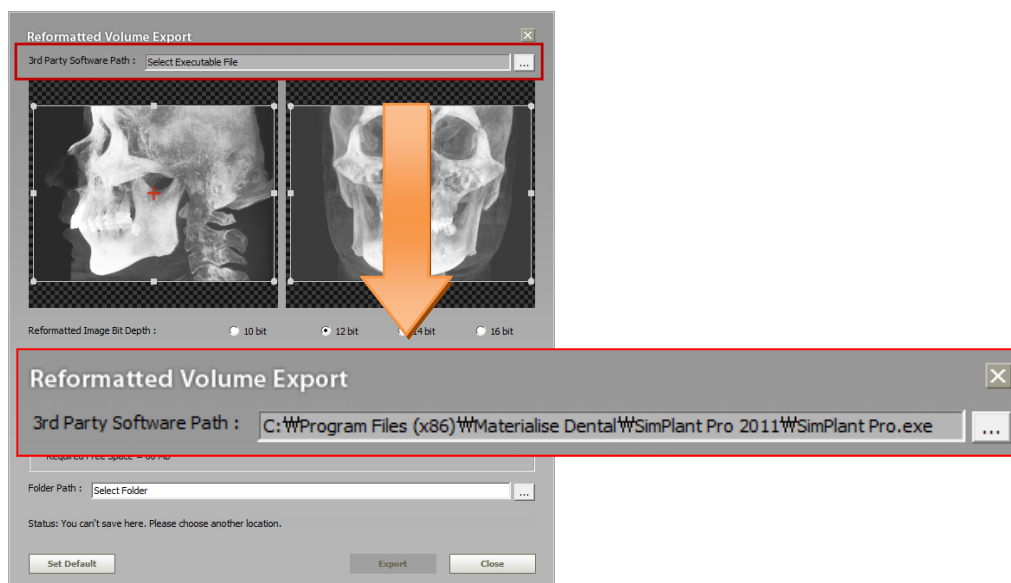 Reformatted Volume Export
3rd Party Software Path : Select Executable File ...
Reformatted Image Bit Depth : 10 bit 12 bit 14 bit 16 bit
Reformatted Volume Export
3rd Party Software Path : C:₩Program Files (x86)₩Materialise Dental₩SimPlant Pro 2011₩SimPlant Pro.exe ...
Required Free Space =
Folder Path : Select Folder ...
Status: You can't save here. Please choose another location.
Set Default Export Close